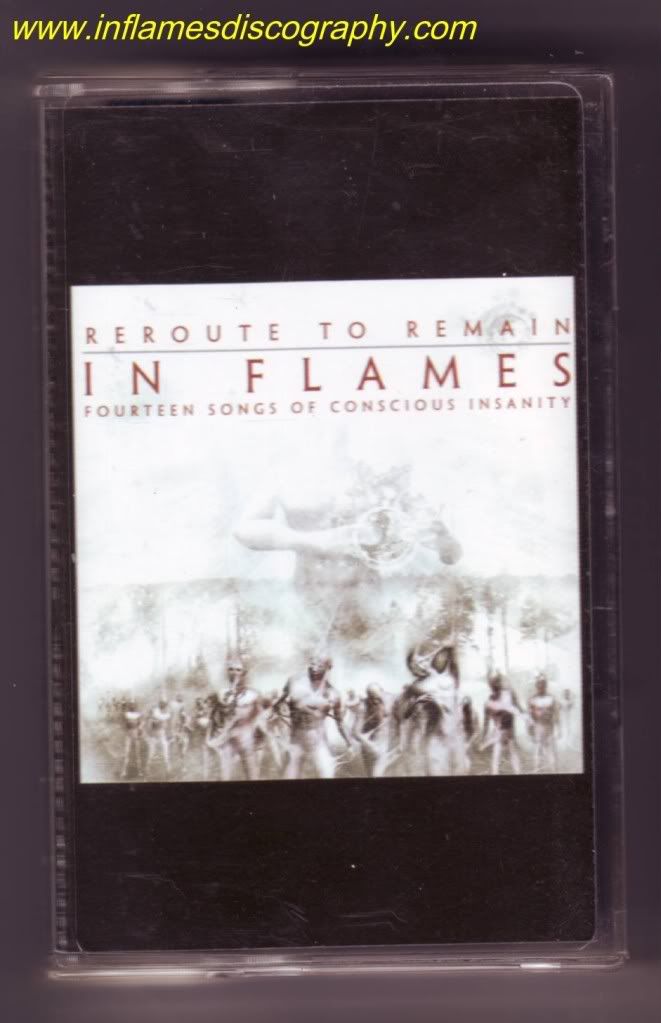 www.inflamesdiscography.com
REROUTE TO REMAIN
IN FLAMES
FOURTEEN SONGS OF CONSCIOUS INSANITY